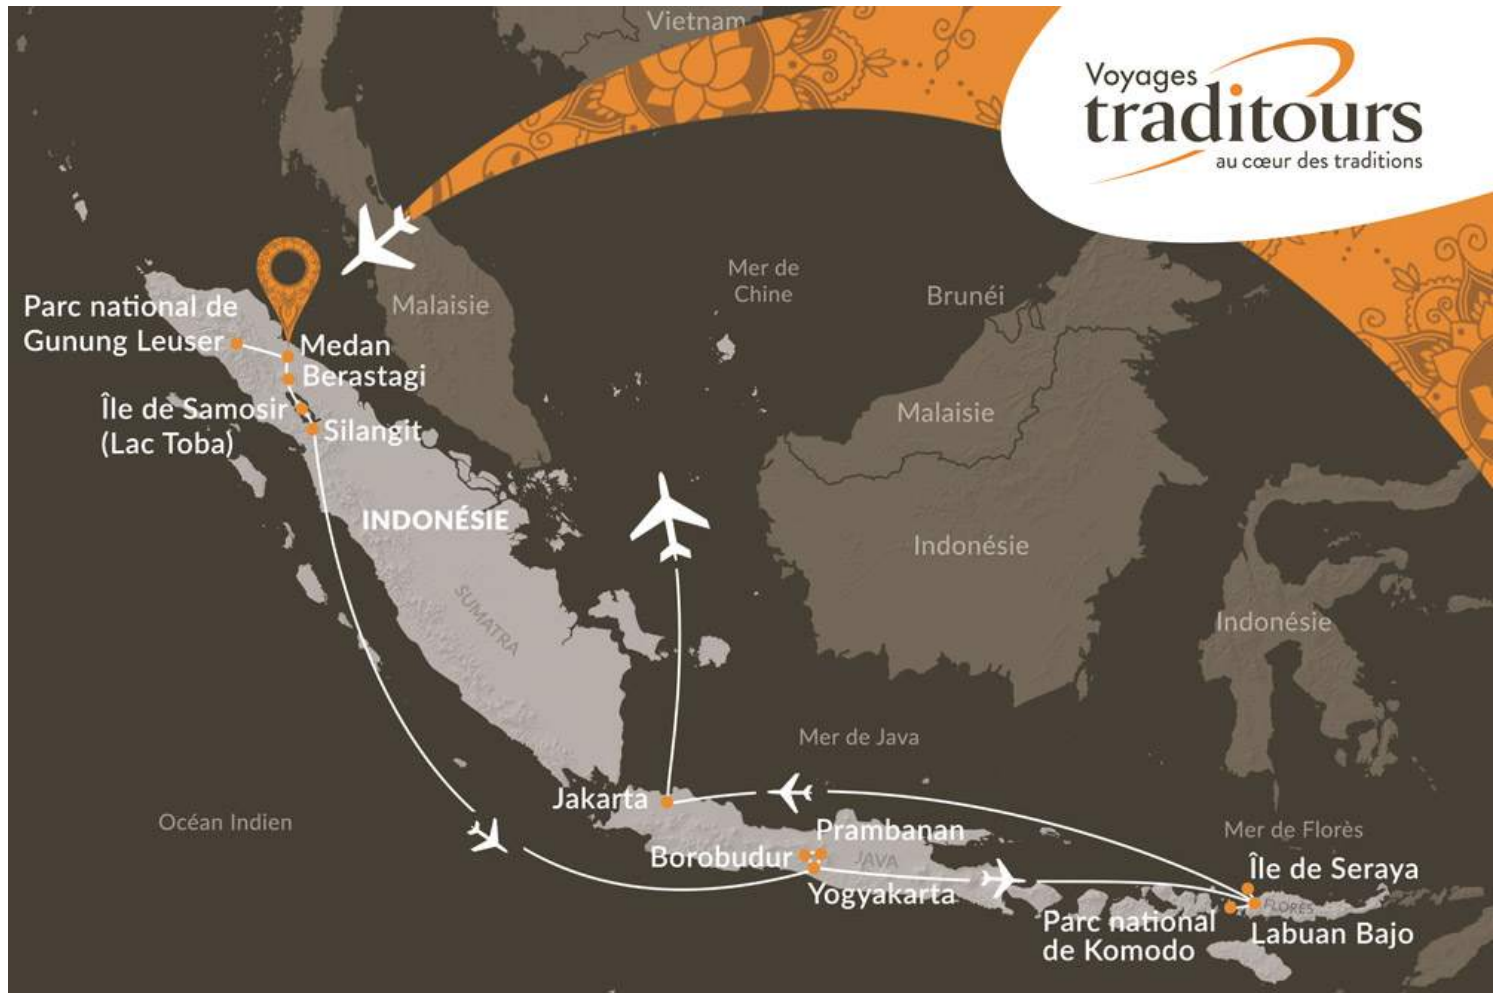 Vietnam
Voyages
traditours
au cœur des traditions
Mer de
Chine
Brunéi
Malaisie
Parc national de
Gunung Leuser
Medan
Berastagi
Île de Samosir
(Lac Toba)
Silangit
Malaisie
INDONÉSIE
Indonésie
SUMATRA
Indonésie
Mer de Java
Jakarta
Océan Indien
Prambanan
Mer de Florès
Borobudur
JAVA
Île de Seraya
Yogyakarta
FLORÈS
Parc national
de Komodo
Labuan Bajo